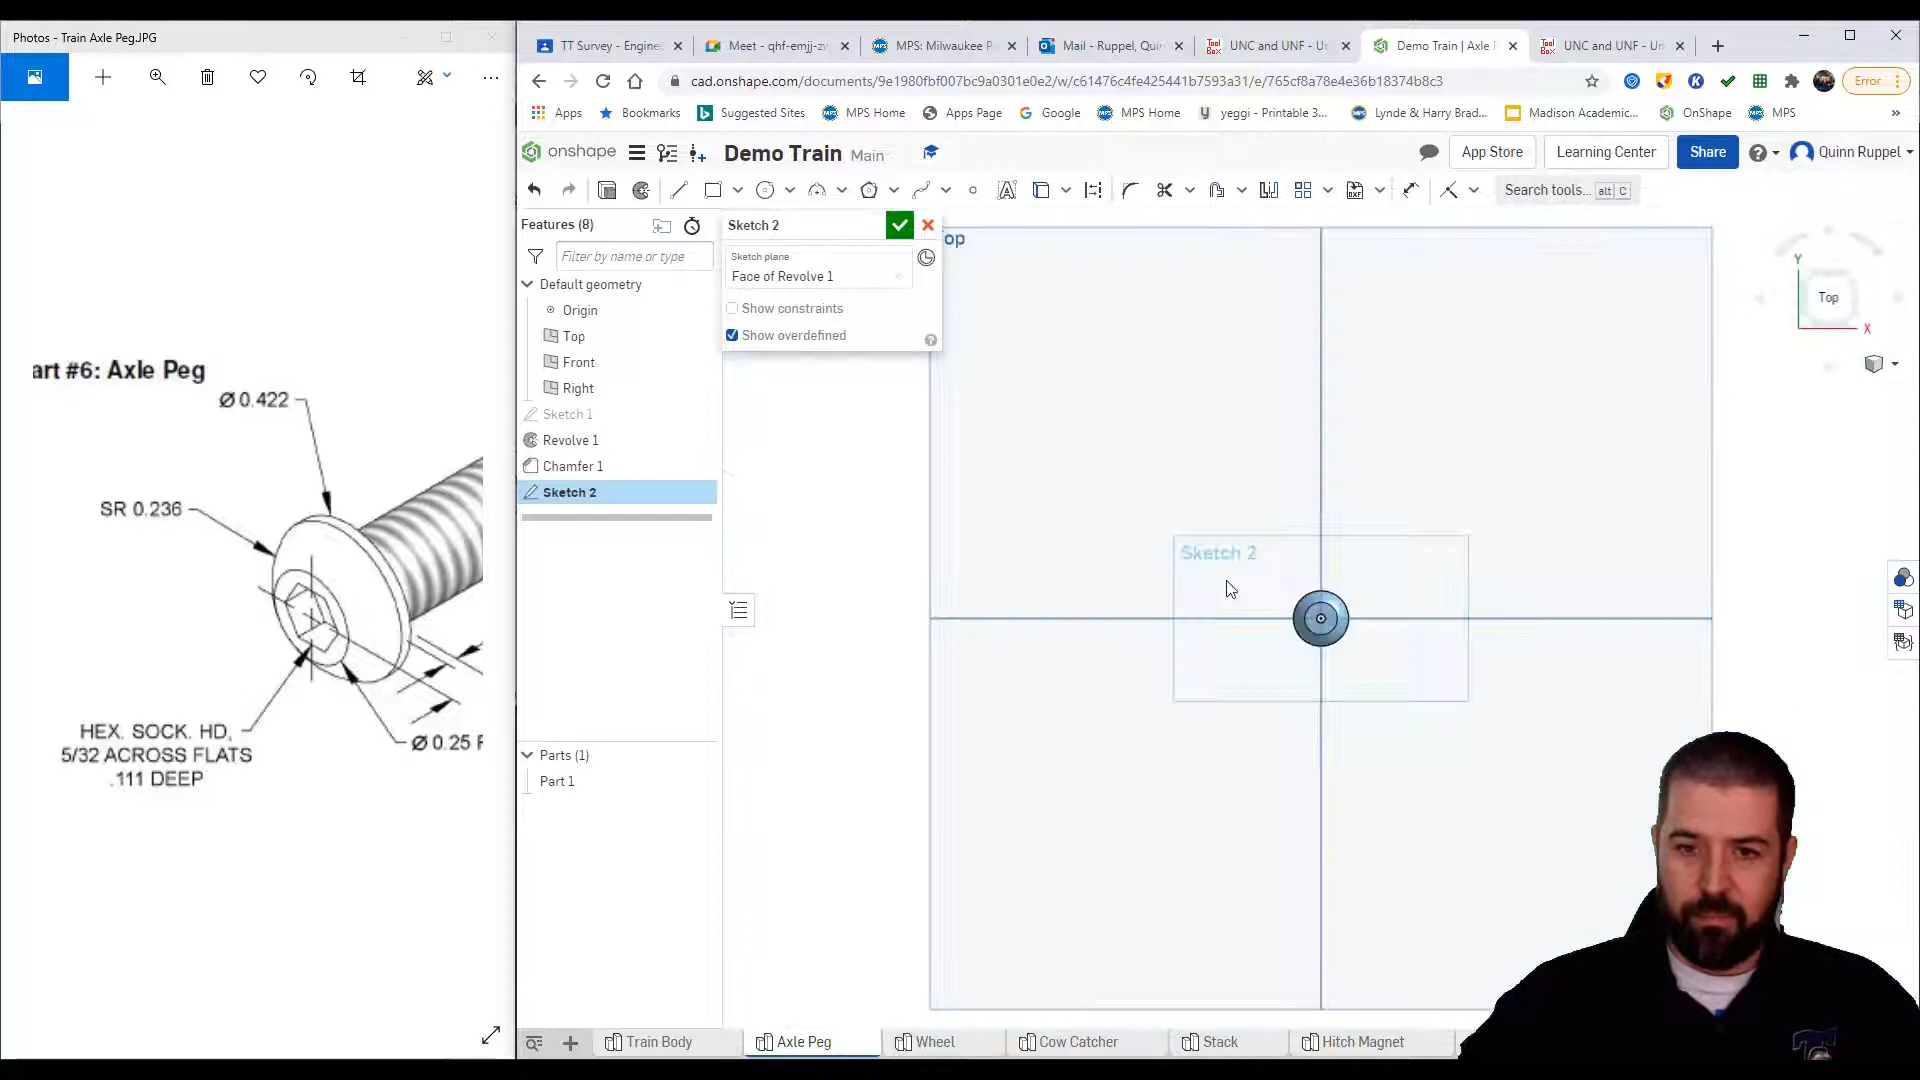 Photos - Train Axle Peg.JPG
art #6: Axle Peg
Ø 0.422
SR 0.236
HEX. SOCK. HD,
5/32 ACROSS FLATS
.111 DEEP
Ø 0.25 F
TT Survey - Enginee
Meet - qhf-emjj-zv
MPS: Milwaukee P
Mail - Ruppel, Quin
UNC and UNF - Un
Demo Train | Axle P
UNC and UNF - Un
cad.onshape.com/documents/9e1980fbf007bc9a0301e0e2/w/c61476c4fe425441b7593a31/e/765cf8a78e4e36b18374b8c3
Error
Apps
Bookmarks
Suggested Sites
MPS Home
Apps Page
Google
MPS Home
yeggi - Printable 3...
Lynde & Harry Brad...
Madison Academic...
OnShape
MPS
»
onshape
Demo Train Main
App Store
Learning Center
Share
Quinn Ruppel
Search tools... alt C
Features (8)
Filter by name or type
Default geometry
Origin
Top
Front
Right
Sketch 1
Revolve 1
Chamfer 1
Sketch 2
Parts (1)
Part 1
Sketch 2
Sketch plane
Face of Revolve 1
Show constraints
Show overdefined
op
Sketch 2
Y
Top
X
Train Body
Axle Peg
Wheel
Cow Catcher
Stack
Hitch Magnet